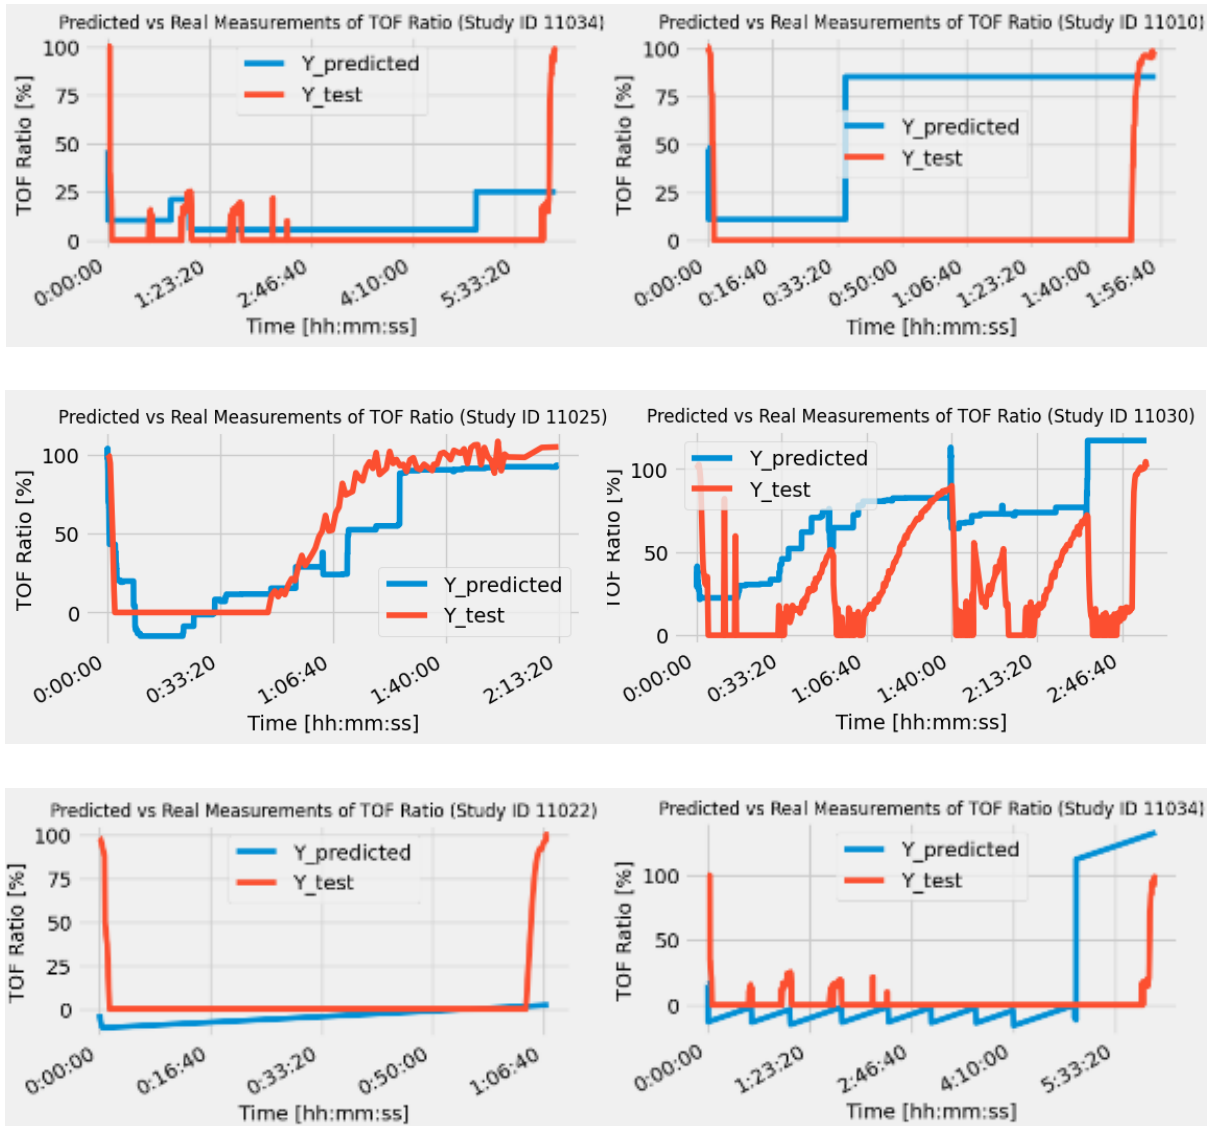 Predicted vs Real Measurements of TOF Ratio (Study ID 11034)
TOF Ratio [%]
100
75
50
25
0
Y_predicted
Y_test
0:00:00
1:23:20
2:46:40
4:10:00
5:33:20
Time [hh:mm:ss]
Predicted vs Real Measurements of TOF Ratio (Study ID 11010)
TOF Ratio [%]
100
75
50
25
0
Y_predicted
Y_test
0:00:00
0:16:40
0:33:20
0:50:00
1:06:40
1:23:20
1:40:00
1:56:40
Time [hh:mm:ss]
Predicted vs Real Measurements of TOF Ratio (Study ID 11025)
TOF Ratio [%]
100
50
0
Y_predicted
Y_test
0:00:00
0:33:20
1:06:40
1:40:00
2:13:20
Time [hh:mm:ss]
Predicted vs Real Measurements of TOF Ratio (Study ID 11030)
TOF Ratio [%]
100
50
0
Y_predicted
Y_test
0:00:00
0:33:20
1:06:40
1:40:00
2:13:20
2:46:40
Time [hh:mm:ss]
Predicted vs Real Measurements of TOF Ratio (Study ID 11022)
TOF Ratio [%]
100
75
50
25
0
Y_predicted
Y_test
0:00:00
0:16:40
0:33:20
0:50:00
1:06:40
Time [hh:mm:ss]
Predicted vs Real Measurements of TOF Ratio (Study ID 11034)
TOF Ratio [%]
100
50
0
Y_predicted
Y_test
0:00:00
1:23:20
2:46:40
4:10:00
5:33:20
Time [hh:mm:ss]